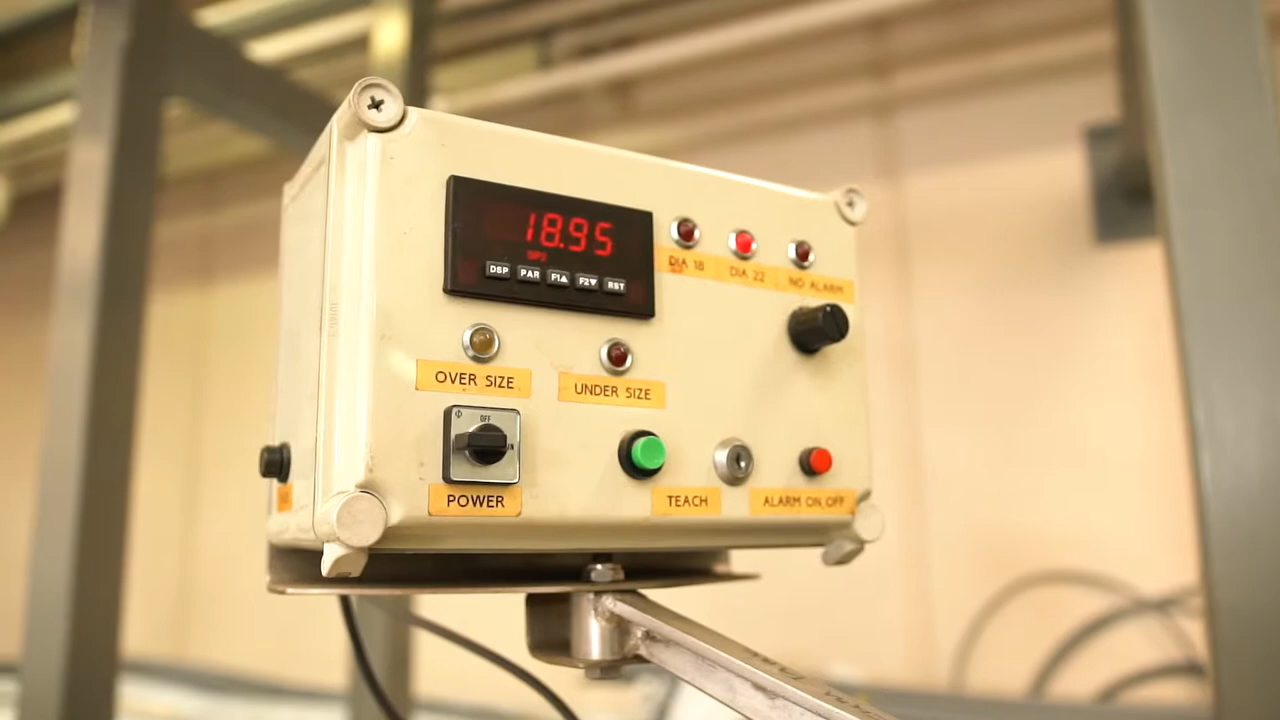 18.95
SP2
DSP PAR F1▲ F2▼ RST
DIA 18 DIA 22 NO ALARM
OVER SIZE UNDER SIZE
OFF
POWER TEACH ALARM ON OFF